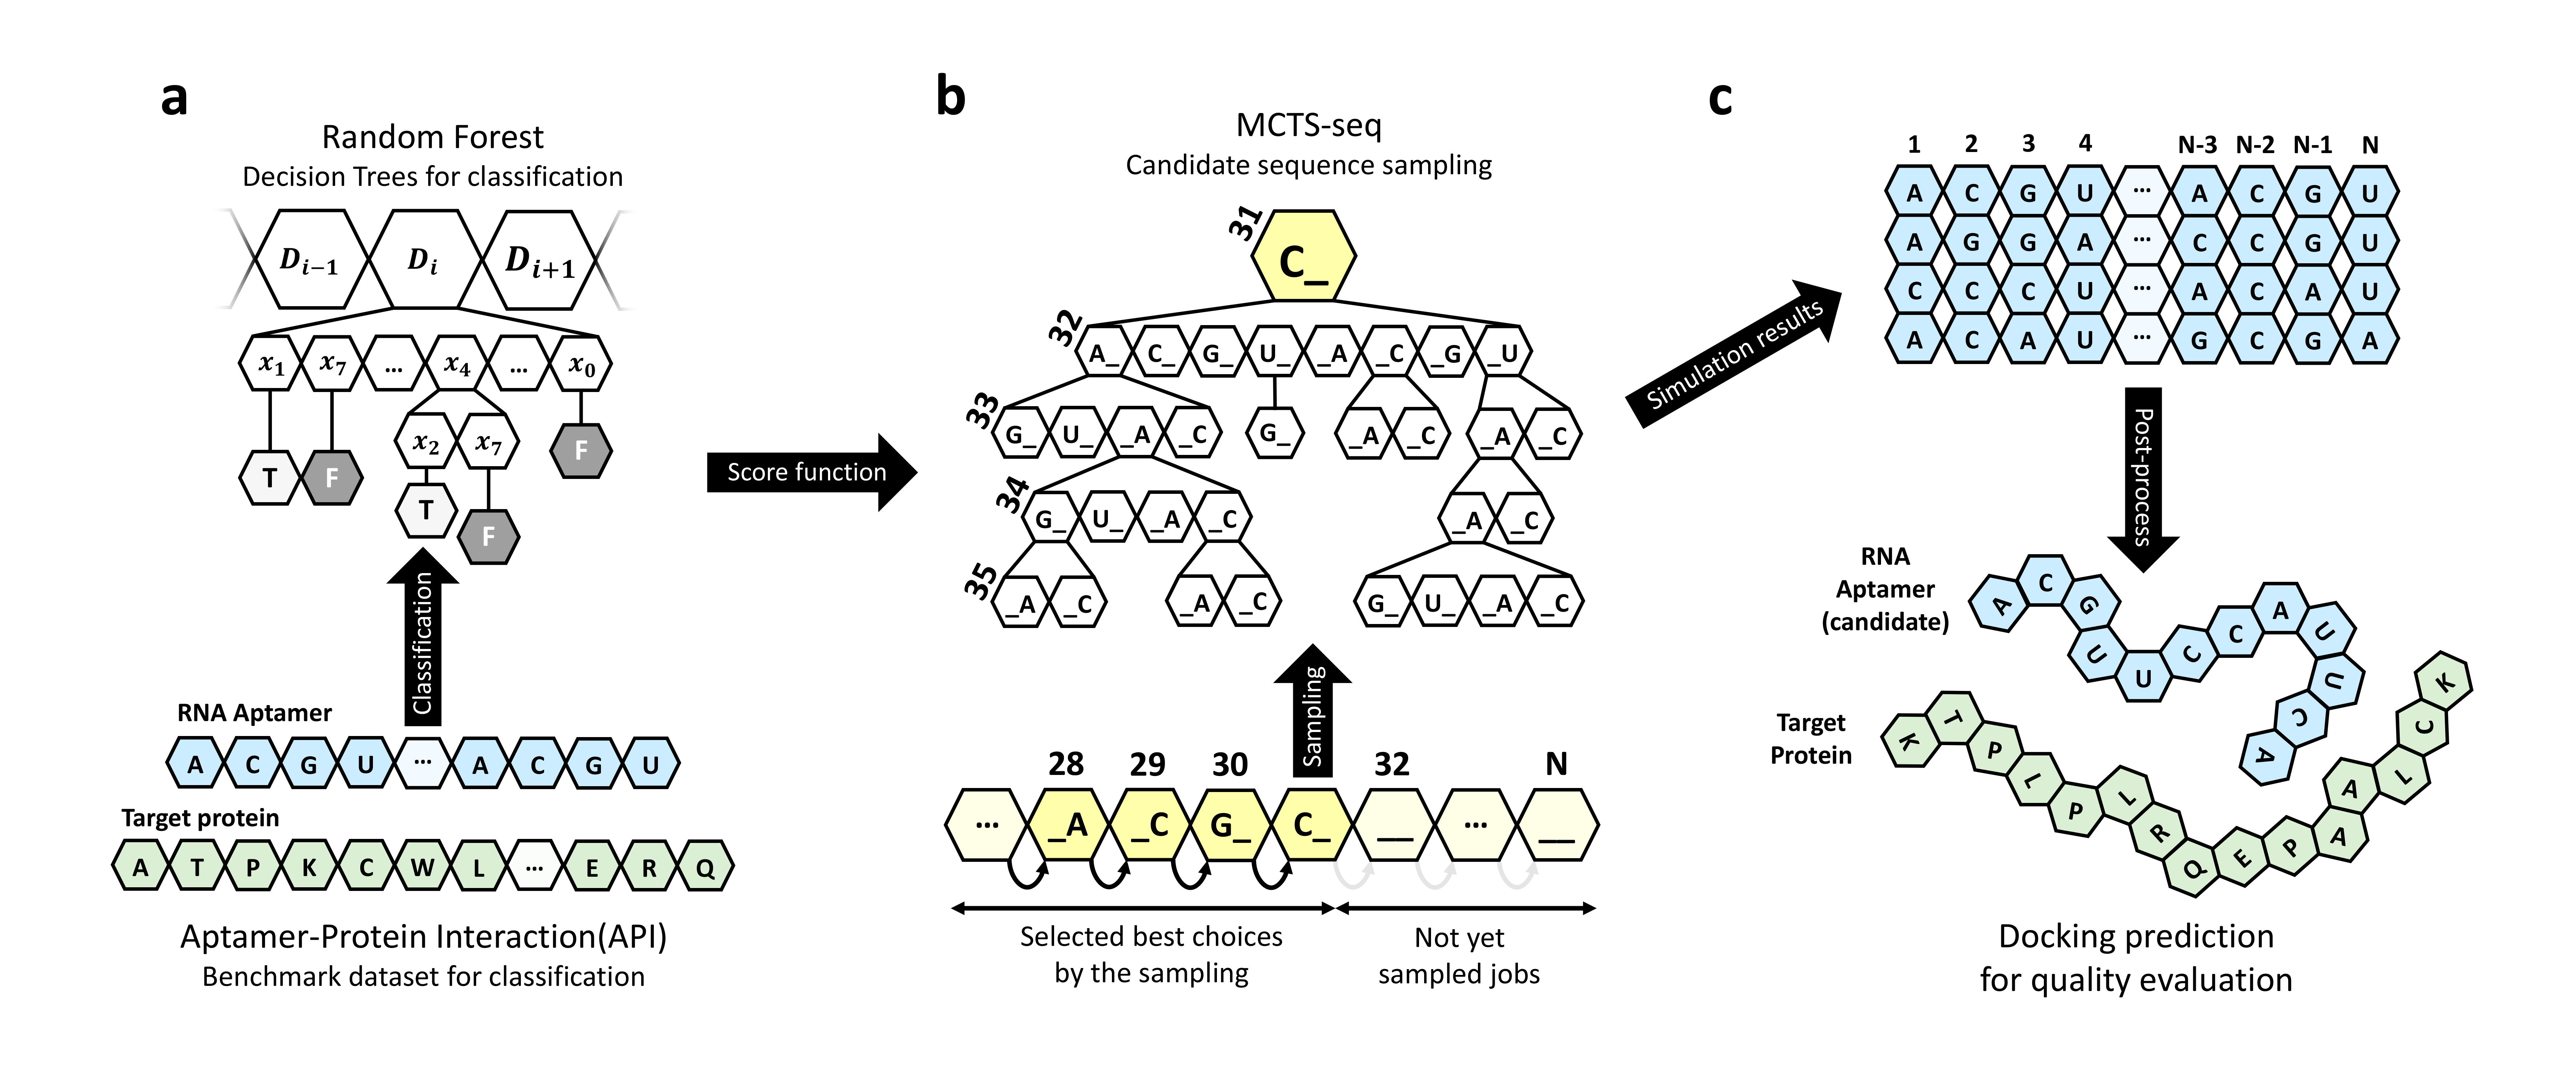 a
Random Forest
Decision Trees for classification
D_{i−1} D_i D_{i+1}
x_1 x_7 ... x_4 ... x_0
x_2 x_7
T F F
T F
Classification
RNA Aptamer
A C G U ... A C G U
Target protein
A T P K C W L ... E R Q
Aptamer-Protein Interaction(API)
Benchmark dataset for classification
Score function
b
MCTS-seq
Candidate sequence sampling
31
C_
32
A_ C_ G_ U_ _A _C _G _U
33
G_ U_ _A _C G_ _A _C _A _C
34
G_ U_ _A _C _A _C
35
_A _C _A _C G_ U_ _A _C
Sampling
28 29 30 32 N
... _A _C G_ C_ __ ... __
Selected best choices
by the sampling
Not yet
sampled jobs
Simulation results
c
1 2 3 4 N-3 N-2 N-1 N
A C G U ... A C G U
A G G A ... C C G U
C C C U ... A C A U
A C A U ... G C G A
Post-process
RNA
Aptamer
(candidate)
A C G U U C C A U U C A
Target
Protein
K T P L P L R Q E P A A L C K
Docking prediction
for quality evaluation